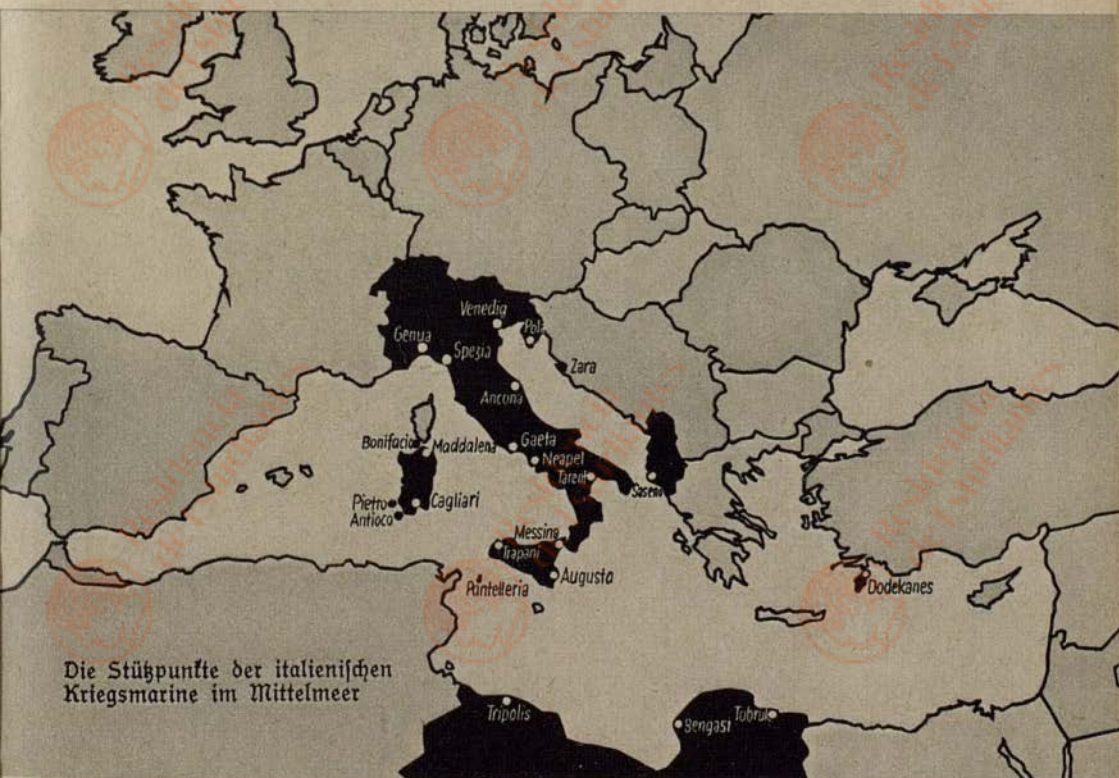 Venedig
Pola
Genua
Spezia
Zara
Ancona
Bonifacio
Maddalena
Gaeta
Neapel
Tarent
Saseno
Pietro
Antioco
Cagliari
Messina
Trapani
Augusta
Pantelleria
Dodekanes
Die Stützpunkte der italienischen
Kriegsmarine im Mittelmeer
Tripolis
Bengasi
Tobruk